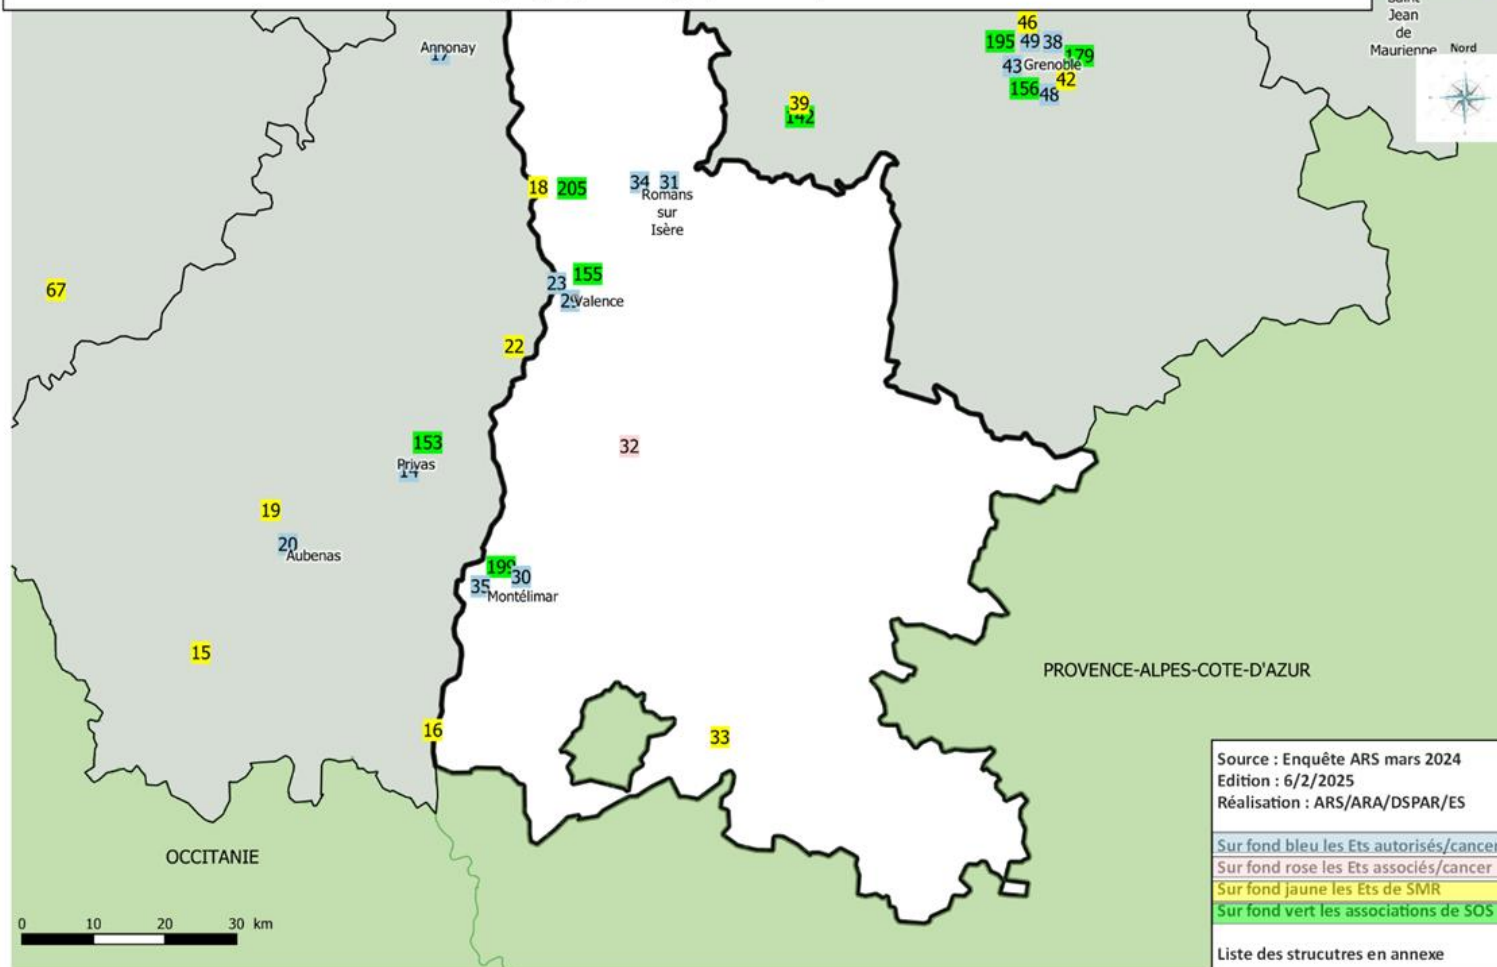 Saint
Jean
de
Maurienne
Nord
46
195 49 38
179
Annonay
17
43 Grenoble
42
156 48
39
142
18 205 34 31
Romans
sur
Isère
67
155
23
29 Valence
22
153
32
Privas
14
19
20
Aubenas
199
30
35
Montélimar
15
PROVENCE-ALPES-COTE-D'AZUR
16
33
OCCITANIE
0 10 20 30 km
Source : Enquête ARS mars 2024
Edition : 6/2/2025
Réalisation : ARS/ARA/DSPAR/ES
Sur fond bleu les Ets autorisés/cancer
Sur fond rose les Ets associés/cancer
Sur fond jaune les Ets de SMR
Sur fond vert les associations de SOS
Liste des strucutres en annexe